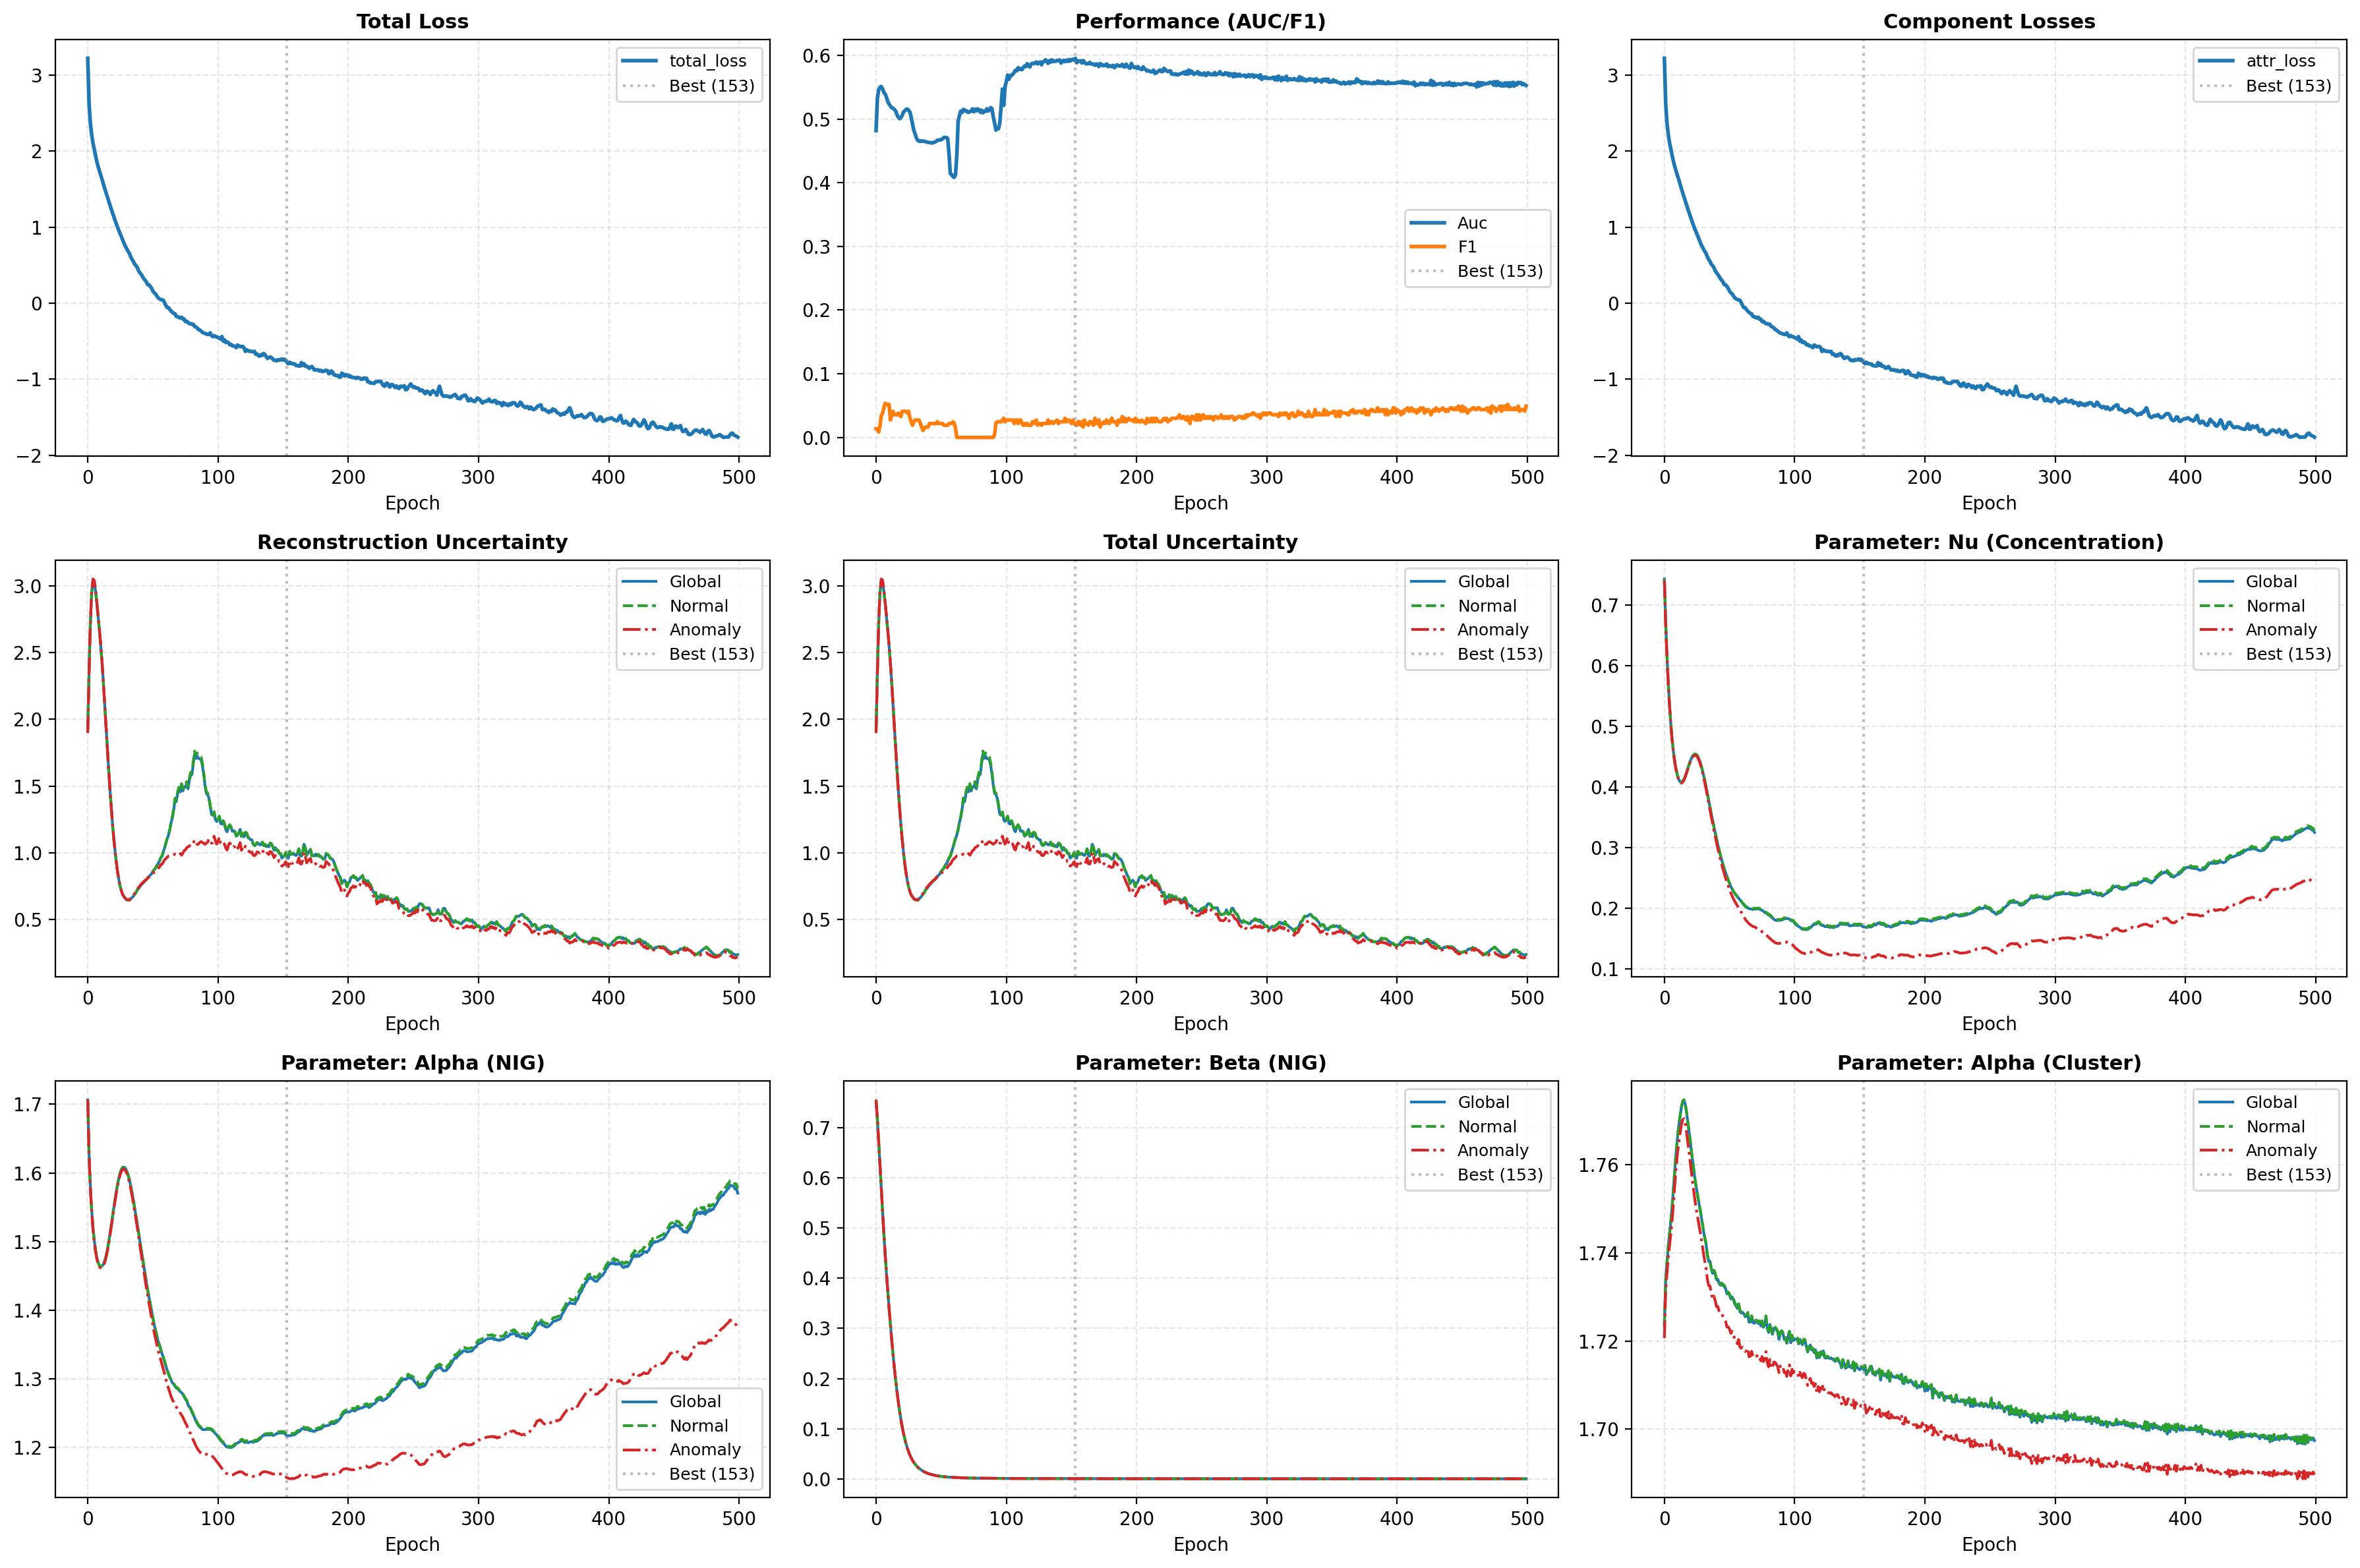 Total Loss
3
2
1
0
−1
−2
0 100 200 300 400 500
Epoch
total_loss
Best (153)
Performance (AUC/F1)
0.6
0.5
0.4
0.3
0.2
0.1
0.0
0 100 200 300 400 500
Epoch
Auc
F1
Best (153)
Component Losses
3
2
1
0
−1
−2
0 100 200 300 400 500
Epoch
attr_loss
Best (153)
Reconstruction Uncertainty
3.0
2.5
2.0
1.5
1.0
0.5
0 100 200 300 400 500
Epoch
Global
Normal
Anomaly
Best (153)
Total Uncertainty
3.0
2.5
2.0
1.5
1.0
0.5
0 100 200 300 400 500
Epoch
Global
Normal
Anomaly
Best (153)
Parameter: Nu (Concentration)
0.7
0.6
0.5
0.4
0.3
0.2
0.1
0 100 200 300 400 500
Epoch
Global
Normal
Anomaly
Best (153)
Parameter: Alpha (NIG)
1.7
1.6
1.5
1.4
1.3
1.2
0 100 200 300 400 500
Epoch
Global
Normal
Anomaly
Best (153)
Parameter: Beta (NIG)
0.7
0.6
0.5
0.4
0.3
0.2
0.1
0.0
0 100 200 300 400 500
Epoch
Global
Normal
Anomaly
Best (153)
Parameter: Alpha (Cluster)
1.76
1.74
1.72
1.70
0 100 200 300 400 500
Epoch
Global
Normal
Anomaly
Best (153)